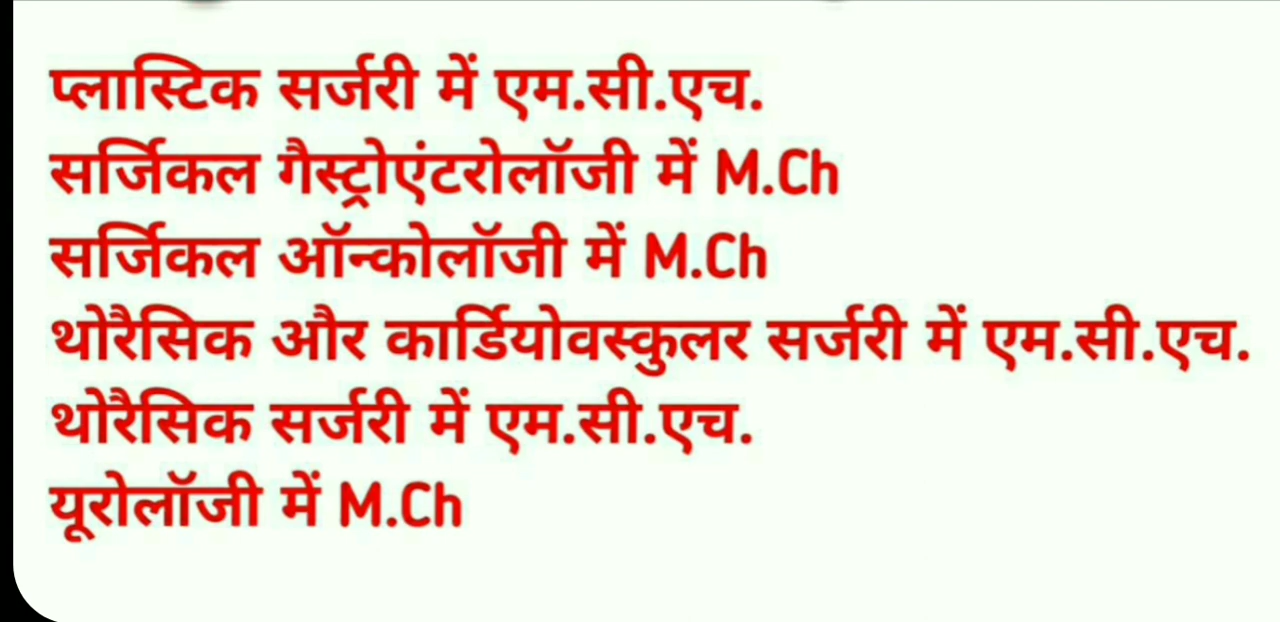 प्लास्टिक सर्जरी में एम.सी.एच.
सर्जिकल गैस्ट्रोएंटरोलॉजी में M.Ch
सर्जिकल ऑन्कोलॉजी में M.Ch
थोरैसिक और कार्डियोवस्कुलर सर्जरी में एम.सी.एच.
थोरैसिक सर्जरी में एम.सी.एच.
यूरोलॉजी में M.Ch